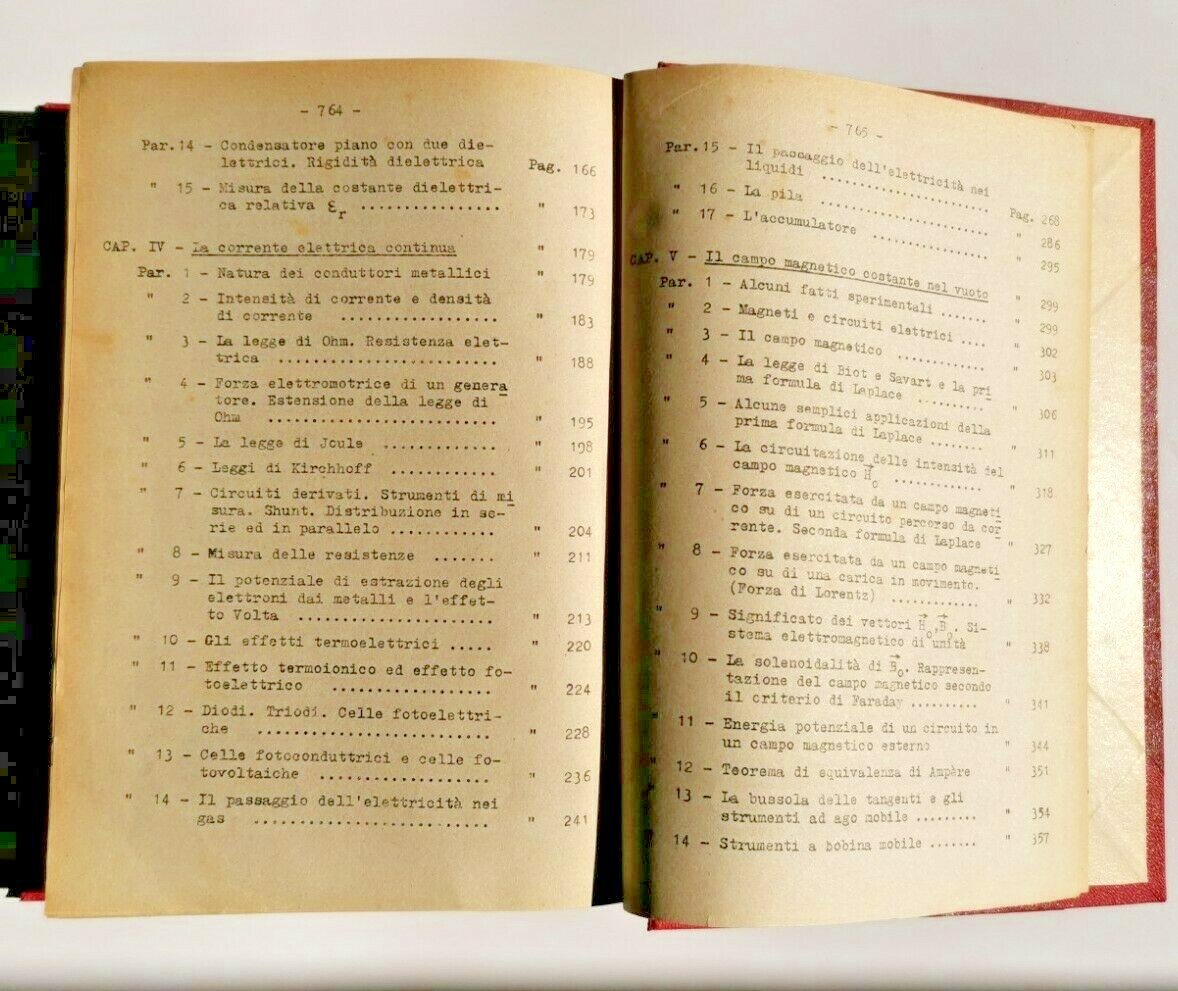 - 764 -
Par. 14 - Condensatore piano con due die-
lettrici. Rigidità dielettrica Pag. 166
" 15 - Misura della costante dielettri-
ca relativa εr ................ " 173
CAP. IV - La corrente elettrica continua " 179
Par. 1 - Natura dei conduttori metallici " 179
" 2 - Intensità di corrente e densità
di corrente .................. " 183
" 3 - La legge di Ohm. Resistenza elet-
trica ......................... " 188
" 4 - Forza elettromotrice di un genera
tore. Estensione della legge di
Ohm .......................... " 195
" 5 - La legge di Joule ............. " 198
" 6 - Leggi di Kirchhoff ............ " 201
" 7 - Circuiti derivati. Strumenti di mi
sura. Shunt. Distribuzione in se-
rie ed in parallelo ............ " 204
" 8 - Misura delle resistenze ....... " 211
" 9 - Il potenziale di estrazione degli
elettroni dai metalli e l'effet-
to Volta ...................... " 213
" 10 - Gli effetti termoelettrici ..... " 220
" 11 - Effetto termoionico ed effetto fo-
toelettrico .................. " 224
" 12 - Diodi. Triodi. Celle fotoelettri-
che .......................... " 228
" 13 - Celle fotoconduttrici e celle fo-
tovoltaiche ................... " 236
" 14 - Il passaggio dell'elettricità nei
gas .......................... " 241
- 765 -
Par. 15 - Il passaggio dell'elettricità nei
liquidi ................... Pag. 268
" 16 - La pila ................... " 286
" 17 - L'accumulatore ............. " 295
CAP. V - Il campo magnetico costante nel vuoto " 299
Par. 1 - Alcuni fatti sperimentali ....... " 299
" 2 - Magneti e circuiti elettrici .... " 302
" 3 - Il campo magnetico ............ " 303
" 4 - La legge di Biot e Savart e la pri
ma formula di Laplace .......... " 306
" 5 - Alcune semplici applicazioni della
prima formula di Laplace ........ " 311
" 6 - La circuitazione delle intensità del
campo magnetico H⃗o ............. " 318
" 7 - Forza esercitata da un campo magneti
co su di un circuito percorso da cor
rente. Seconda formula di Laplace " 327
" 8 - Forza esercitata da un campo magneti
co su di una carica in movimento.
(Forza di Lorentz) ............. " 332
" 9 - Significato dei vettori H⃗o, B⃗o. Si-
stema elettromagnetico di unità " 338
" 10 - La solenoidalità di B⃗o. Rappresen-
tazione del campo magnetico secondo
il criterio di Faraday .......... " 341
" 11 - Energia potenziale di un circuito in
un campo magnetico esterno " 344
" 12 - Teorema di equivalenza di Ampère " 351
" 13 - La bussola delle tangenti e gli
strumenti ad ago mobile ......... " 354
" 14 - Strumenti a bobina mobile ....... " 357